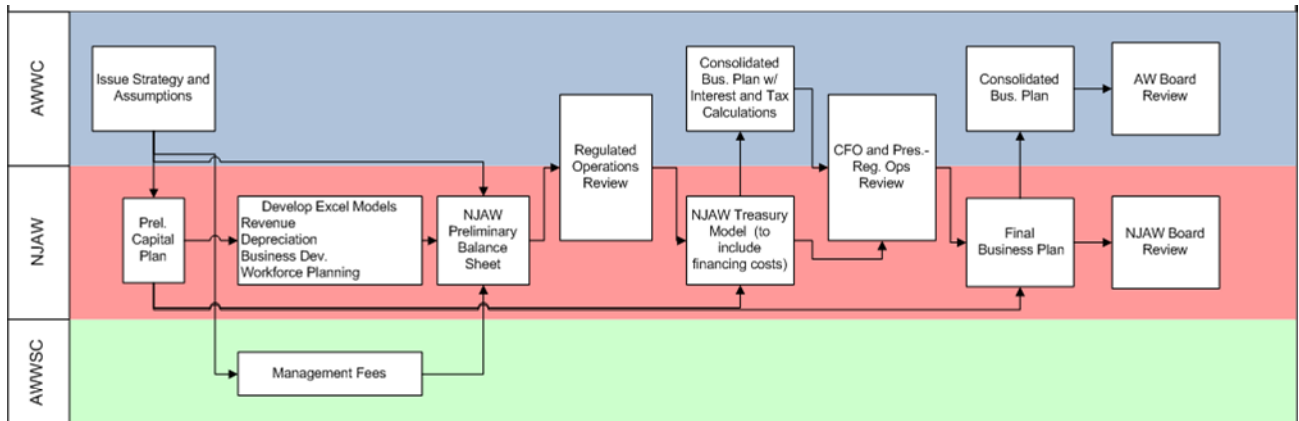 AWWC
Issue Strategy and
Assumptions
Consolidated
Bus. Plan w/
Interest and Tax
Calculations
Consolidated
Bus. Plan
AW Board
Review
Regulated
Operations
Review
CFO and Pres.-
Reg. Ops
Review
NJAW
Prel.
Capital
Plan
Develop Excel Models
Revenue
Depreciation
Business Dev.
Workforce Planning
NJAW
Preliminary
Balance
Sheet
NJAW Treasury
Model (to
include
financing costs)
Final
Business Plan
NJAW Board
Review
AWWSC
Management Fees